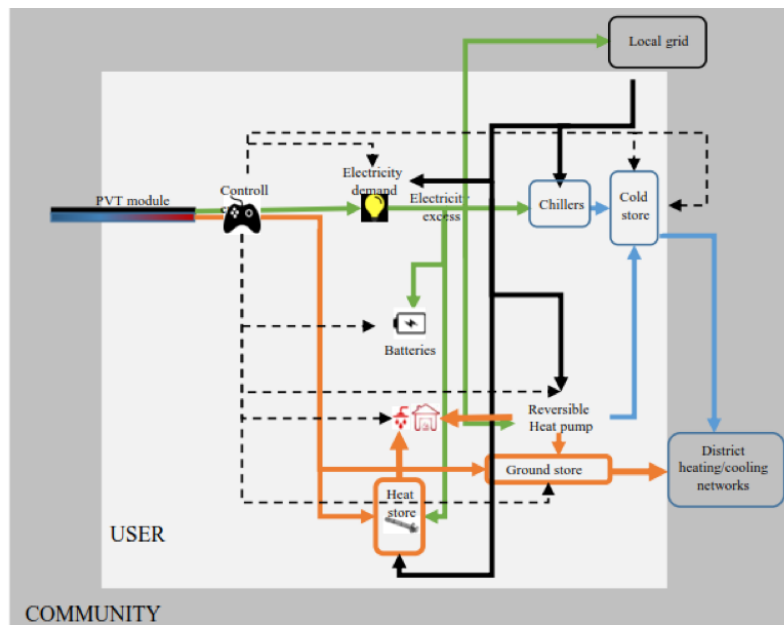 Local grid
Electricity
demand
PVT module
Controll
Electricity
excess
Chillers
Cold
store
Batteries
Reversible
Heat pump
Ground store
District
heating/cooling
networks
Heat
store
USER
COMMUNITY